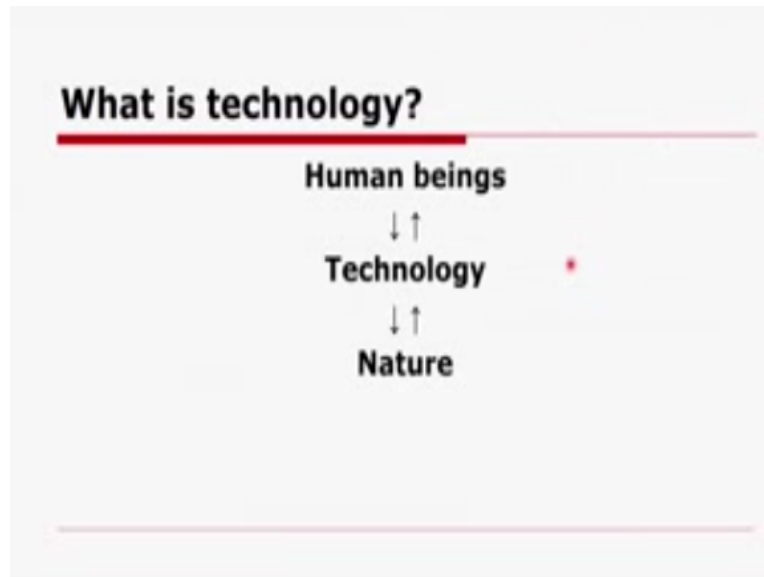 What is technology?
Human beings
↓↑
Technology
↓↑
Nature